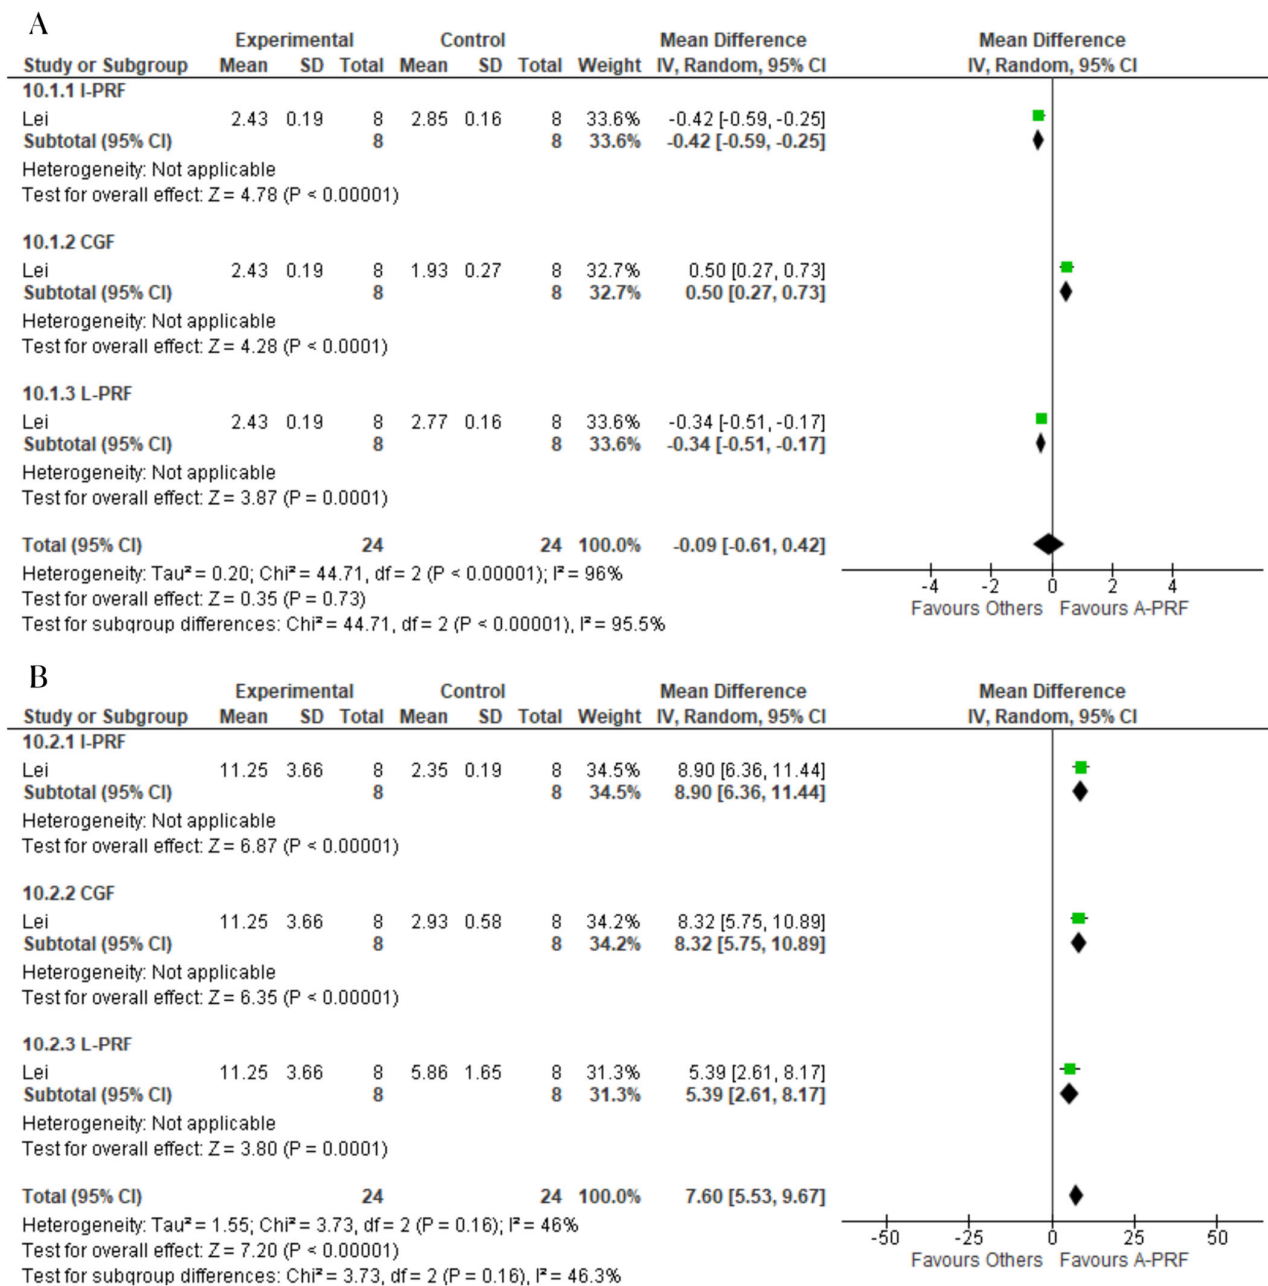 A
Experimental Control Mean Difference Mean Difference
Study or Subgroup Mean SD Total Mean SD Total Weight IV, Random, 95% CI IV, Random, 95% CI
10.1.1 I-PRF
Lei 2.43 0.19 8 2.85 0.16 8 33.6% -0.42 [-0.59, -0.25]
Subtotal (95% CI) 8 8 33.6% -0.42 [-0.59, -0.25]
Heterogeneity: Not applicable
Test for overall effect: Z = 4.78 (P < 0.00001)
10.1.2 CGF
Lei 2.43 0.19 8 1.93 0.27 8 32.7% 0.50 [0.27, 0.73]
Subtotal (95% CI) 8 8 32.7% 0.50 [0.27, 0.73]
Heterogeneity: Not applicable
Test for overall effect: Z = 4.28 (P < 0.0001)
10.1.3 L-PRF
Lei 2.43 0.19 8 2.77 0.16 8 33.6% -0.34 [-0.51, -0.17]
Subtotal (95% CI) 8 8 33.6% -0.34 [-0.51, -0.17]
Heterogeneity: Not applicable
Test for overall effect: Z = 3.87 (P = 0.0001)
Total (95% CI) 24 24 100.0% -0.09 [-0.61, 0.42]
Heterogeneity: Tau² = 0.20; Chi² = 44.71, df = 2 (P < 0.00001); I² = 96%
Test for overall effect: Z = 0.35 (P = 0.73)
Test for subgroup differences: Chi² = 44.71, df = 2 (P < 0.00001), I² = 95.5%
-4 -2 0 2 4
Favours Others Favours A-PRF
B
Experimental Control Mean Difference Mean Difference
Study or Subgroup Mean SD Total Mean SD Total Weight IV, Random, 95% CI IV, Random, 95% CI
10.2.1 I-PRF
Lei 11.25 3.66 8 2.35 0.19 8 34.5% 8.90 [6.36, 11.44]
Subtotal (95% CI) 8 8 34.5% 8.90 [6.36, 11.44]
Heterogeneity: Not applicable
Test for overall effect: Z = 6.87 (P < 0.00001)
10.2.2 CGF
Lei 11.25 3.66 8 2.93 0.58 8 34.2% 8.32 [5.75, 10.89]
Subtotal (95% CI) 8 8 34.2% 8.32 [5.75, 10.89]
Heterogeneity: Not applicable
Test for overall effect: Z = 6.35 (P < 0.00001)
10.2.3 L-PRF
Lei 11.25 3.66 8 5.86 1.65 8 31.3% 5.39 [2.61, 8.17]
Subtotal (95% CI) 8 8 31.3% 5.39 [2.61, 8.17]
Heterogeneity: Not applicable
Test for overall effect: Z = 3.80 (P = 0.0001)
Total (95% CI) 24 24 100.0% 7.60 [5.53, 9.67]
Heterogeneity: Tau² = 1.55; Chi² = 3.73, df = 2 (P = 0.16); I² = 46%
Test for overall effect: Z = 7.20 (P < 0.00001)
Test for subgroup differences: Chi² = 3.73, df = 2 (P = 0.16), I² = 46.3%
-50 -25 0 25 50
Favours Others Favours A-PRF